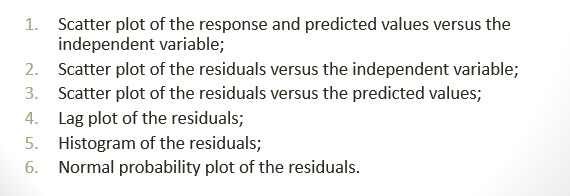 1. Scatter plot of the response and predicted values versus the
independent variable;
2. Scatter plot of the residuals versus the independent variable;
3. Scatter plot of the residuals versus the predicted values;
4. Lag plot of the residuals;
5. Histogram of the residuals;
6. Normal probability plot of the residuals.